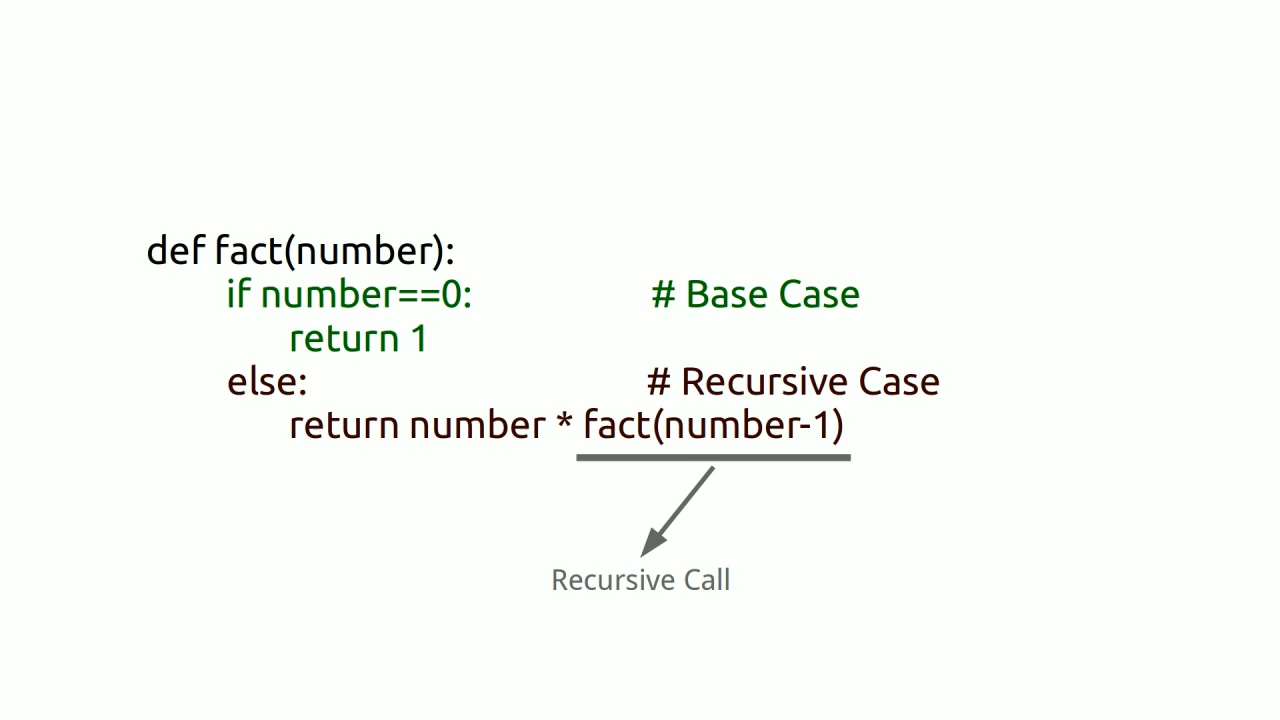 def fact(number):
if number==0: # Base Case
return 1
else: # Recursive Case
return number * fact(number-1)
Recursive Call